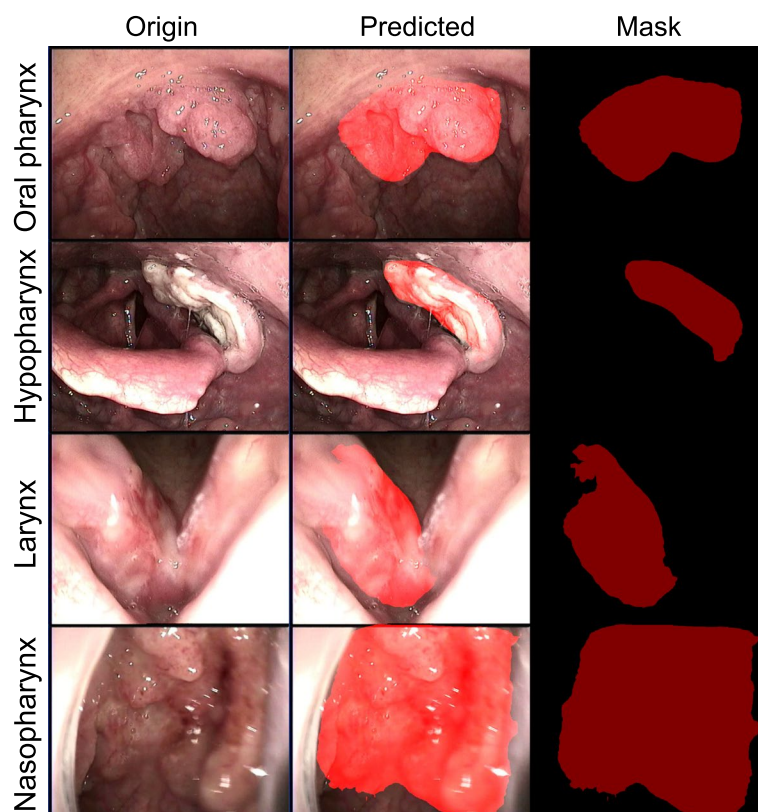 Origin Predicted Mask
Oral pharynx
Hypopharynx
Larynx
Nasopharynx